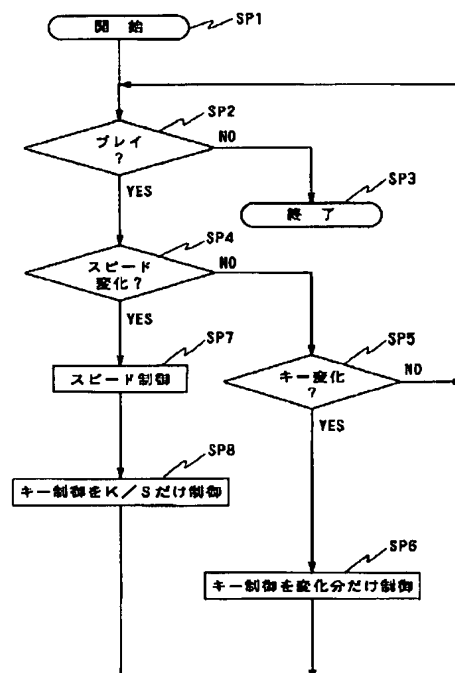 開 始
SP1
SP2
プレイ
?
NO
YES
SP3
終 了
SP4
スピード
変化?
NO
YES
SP7
スピード制御
SP5
キー変化
?
NO
YES
SP8
キー制御をK/Sだけ制御
SP6
キー制御を変化分だけ制御